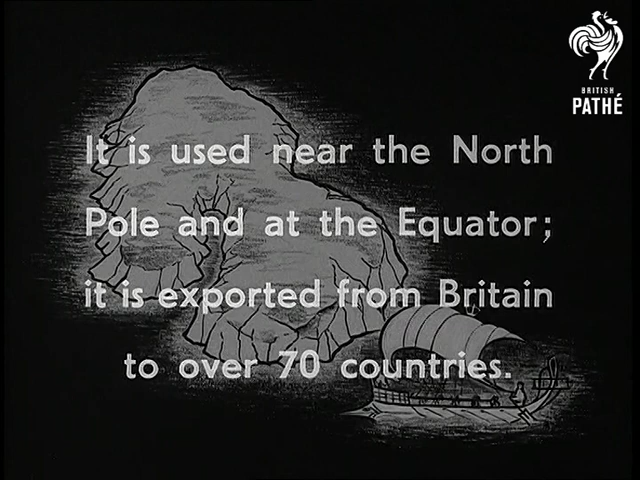 BRITISH
PATHÉ
It is used near the North
Pole and at the Equator;
it is exported from Britain
to over 70 countries.